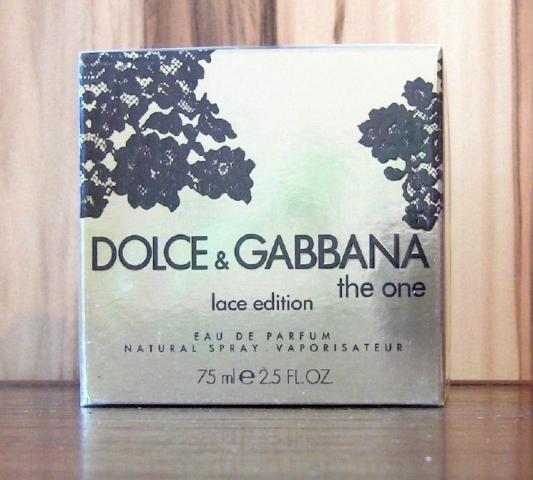 DOLCE & GABBANA
the one
lace edition
EAU DE PARFUM
NATURAL SPRAY . VAPORISATEUR
75 ml ℮ 2.5 FL.OZ.